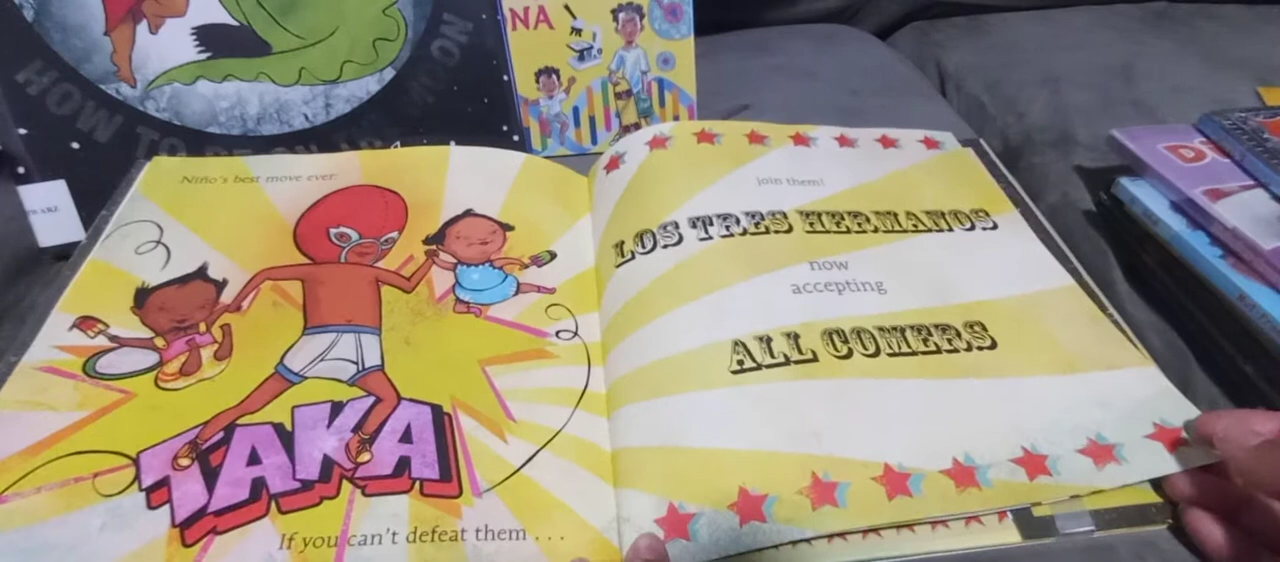 HOW TO
NA
Niño's best move ever:
TAKA
If you can't defeat them . . .
join them!
LOS TRES HERMANOS
now
accepting
ALL COMERS